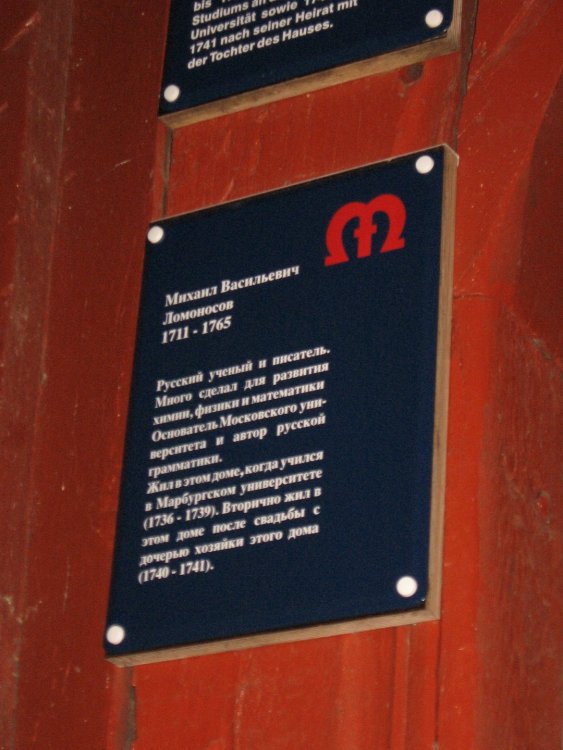 bis
Studiums an
Universität sowie
1741 nach seiner Heirat mit
der Tochter des Hauses.
Михаил Васильевич
Ломоносов
1711 - 1765
Русский ученый и писатель.
Много сделал для развития
химии, физики и математики
Основатель Московского уни-
верситета и автор русской
грамматики.
Жил в этом доме, когда учился
в Марбургском университете
(1736 - 1739). Вторично жил в
этом доме после свадьбы с
дочерью хозяйки этого дома
(1740 - 1741).